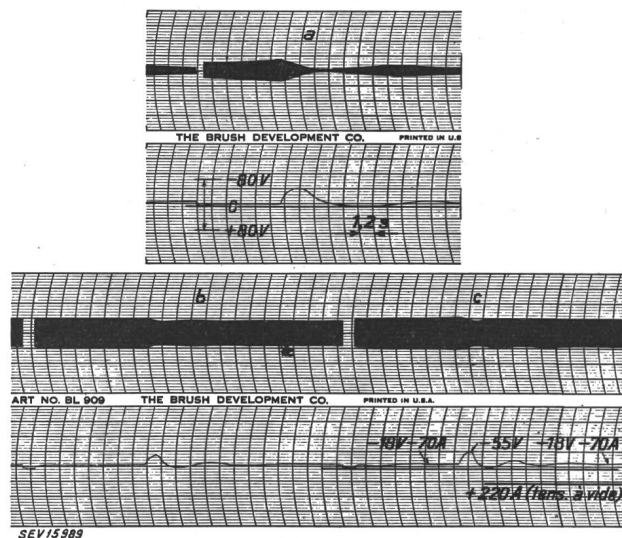 a
THE BRUSH DEVELOPMENT CO. PRINTED IN U.S
-80V
0
+80V
1,2 s
b c
ART NO. BL 909 THE BRUSH DEVELOPMENT CO. PRINTED IN U.S.A.
-18V-70A -55V -18V-70A
+220A (tens. à vide)
SEV15989